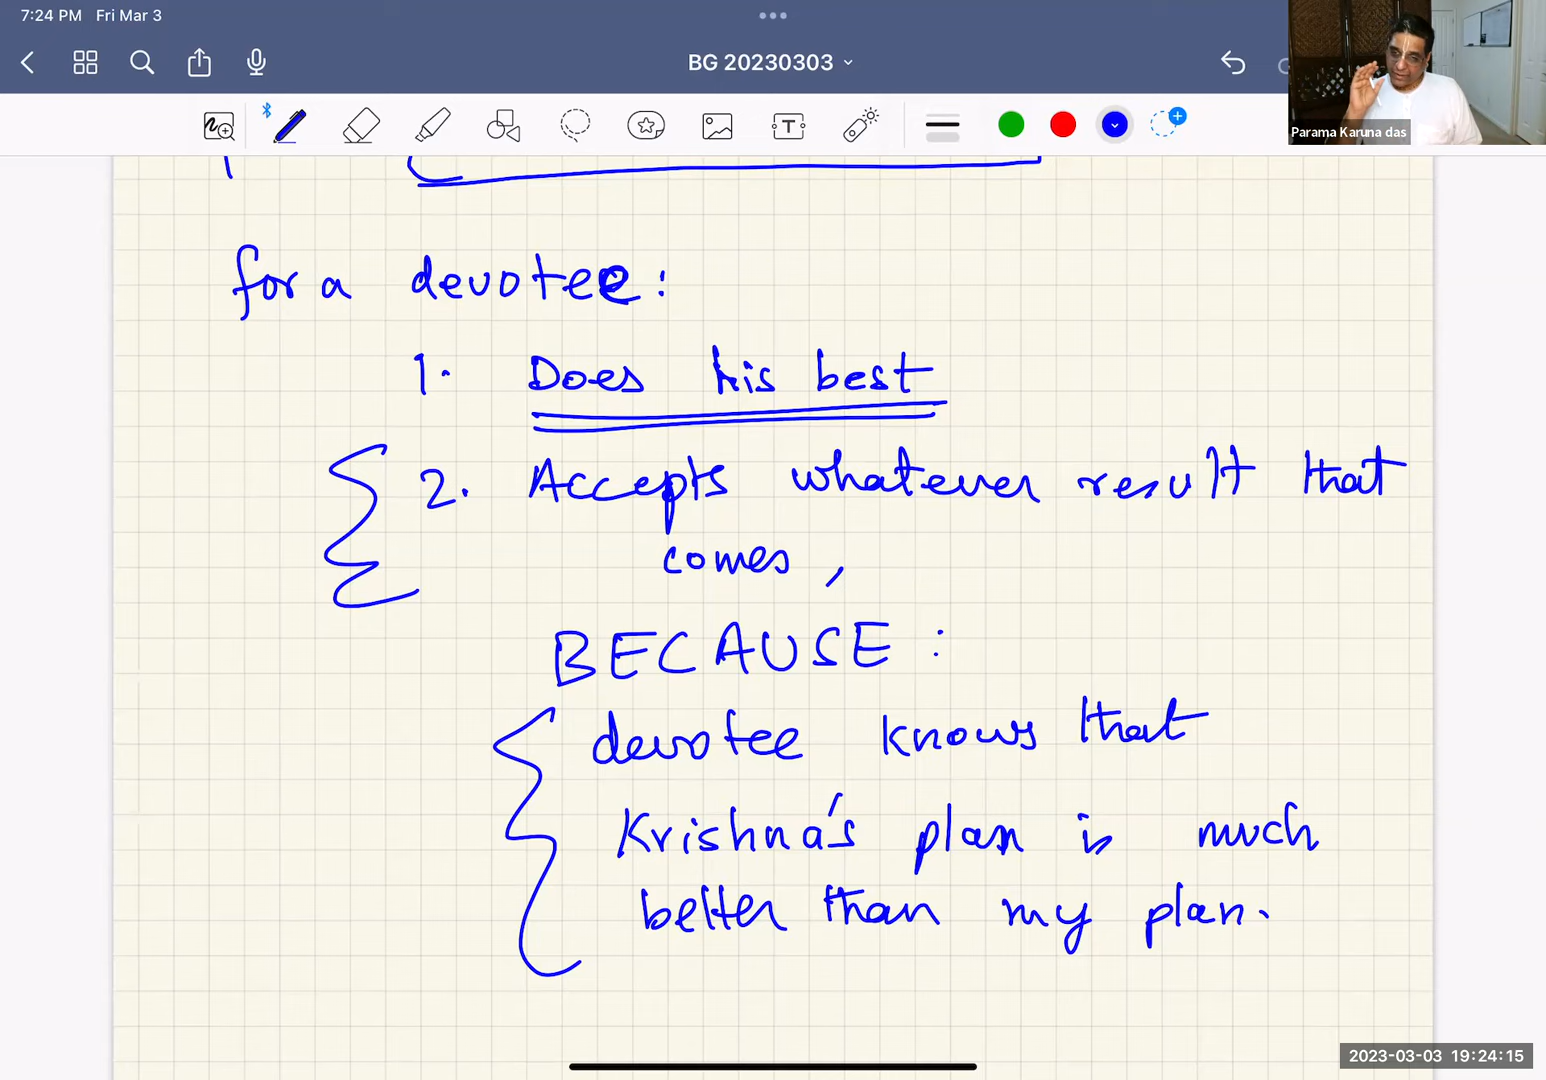 7:24 PM Fri Mar 3
BG 20230303
Parama Karuna das
for a devotee:
1. Does his best
2. Accepts whatever result that
comes,
BECAUSE:
devotee knows that
Krishna's plan is much
better than my plan.
2023-03-03 19:24:15